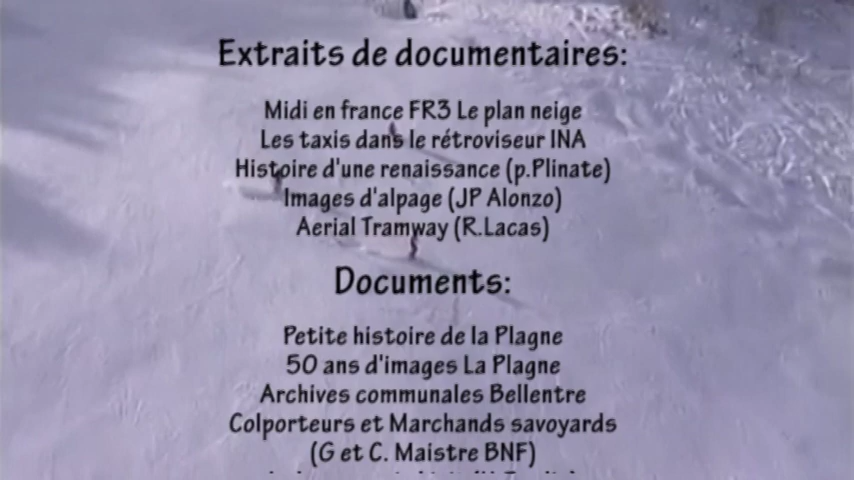 Extraits de documentaires:
Midi en france FR3 Le plan neige
Les taxis dans le rétroviseur INA
Histoire d'une renaissance (p.Plinate)
Images d'alpage (JP Alonzo)
Aerial Tramway (R.Lacas)
Documents:
Petite histoire de la Plagne
50 ans d'images La Plagne
Archives communales Bellentre
Colporteurs et Marchands savoyards
(G et C. Maistre BNF)